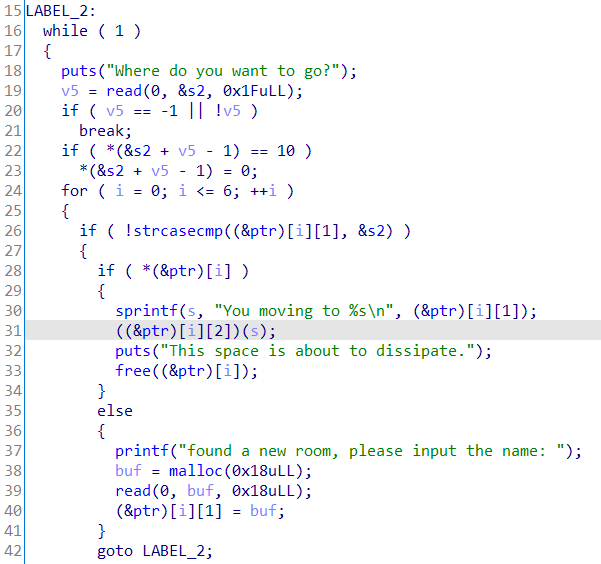 15 LABEL_2:
16   while ( 1 )
17   {
18     puts("Where do you want to go?");
19     v5 = read(0, &s2, 0x1FuLL);
20     if ( v5 == -1 || !v5 )
21       break;
22     if ( *(&s2 + v5 - 1) == 10 )
23       *(&s2 + v5 - 1) = 0;
24     for ( i = 0; i <= 6; ++i )
25     {
26       if ( !strcasecmp((&ptr)[i][1], &s2) )
27       {
28         if ( *(&ptr)[i] )
29         {
30           sprintf(s, "You moving to %s\n", (&ptr)[i][1]);
31           ((&ptr)[i][2])(s);
32           puts("This space is about to dissipate.");
33           free((&ptr)[i]);
34         }
35         else
36         {
37           printf("found a new room, please input the name: ");
38           buf = malloc(0x18uLL);
39           read(0, buf, 0x18uLL);
40           (&ptr)[i][1] = buf;
41         }
42         goto LABEL_2;